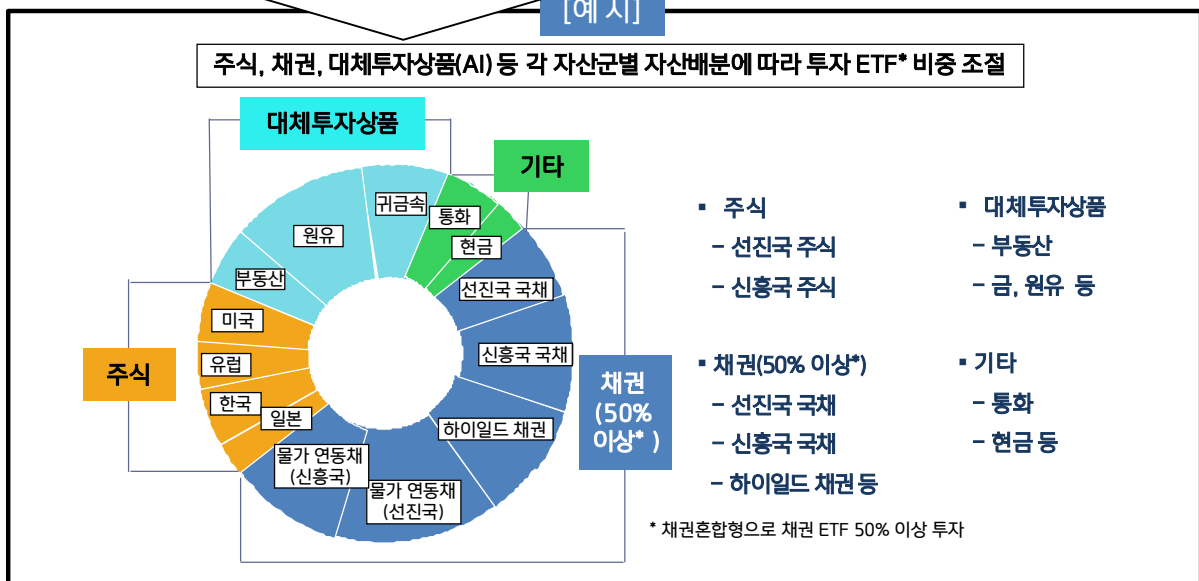 [예 시]
주식, 채권, 대체투자상품(AI) 등 각 자산군별 자산배분에 따라 투자 ETF* 비중 조절
대체투자상품
기타
귀금속
통화
원유
현금
부동산
선진국 국채
미국
신흥국 국채
유럽
주식
한국
일본
하이일드 채권
물가 연동채
(신흥국)
물가 연동채
(선진국)
채권
(50%
이상* )
▪ 주식
– 선진국 주식
– 신흥국 주식
▪ 대체투자상품
– 부동산
– 금, 원유 등
▪ 채권(50% 이상*)
– 선진국 국채
– 신흥국 국채
– 하이일드 채권 등
▪ 기타
– 통화
– 현금 등
* 채권혼합형으로 채권 ETF 50% 이상 투자